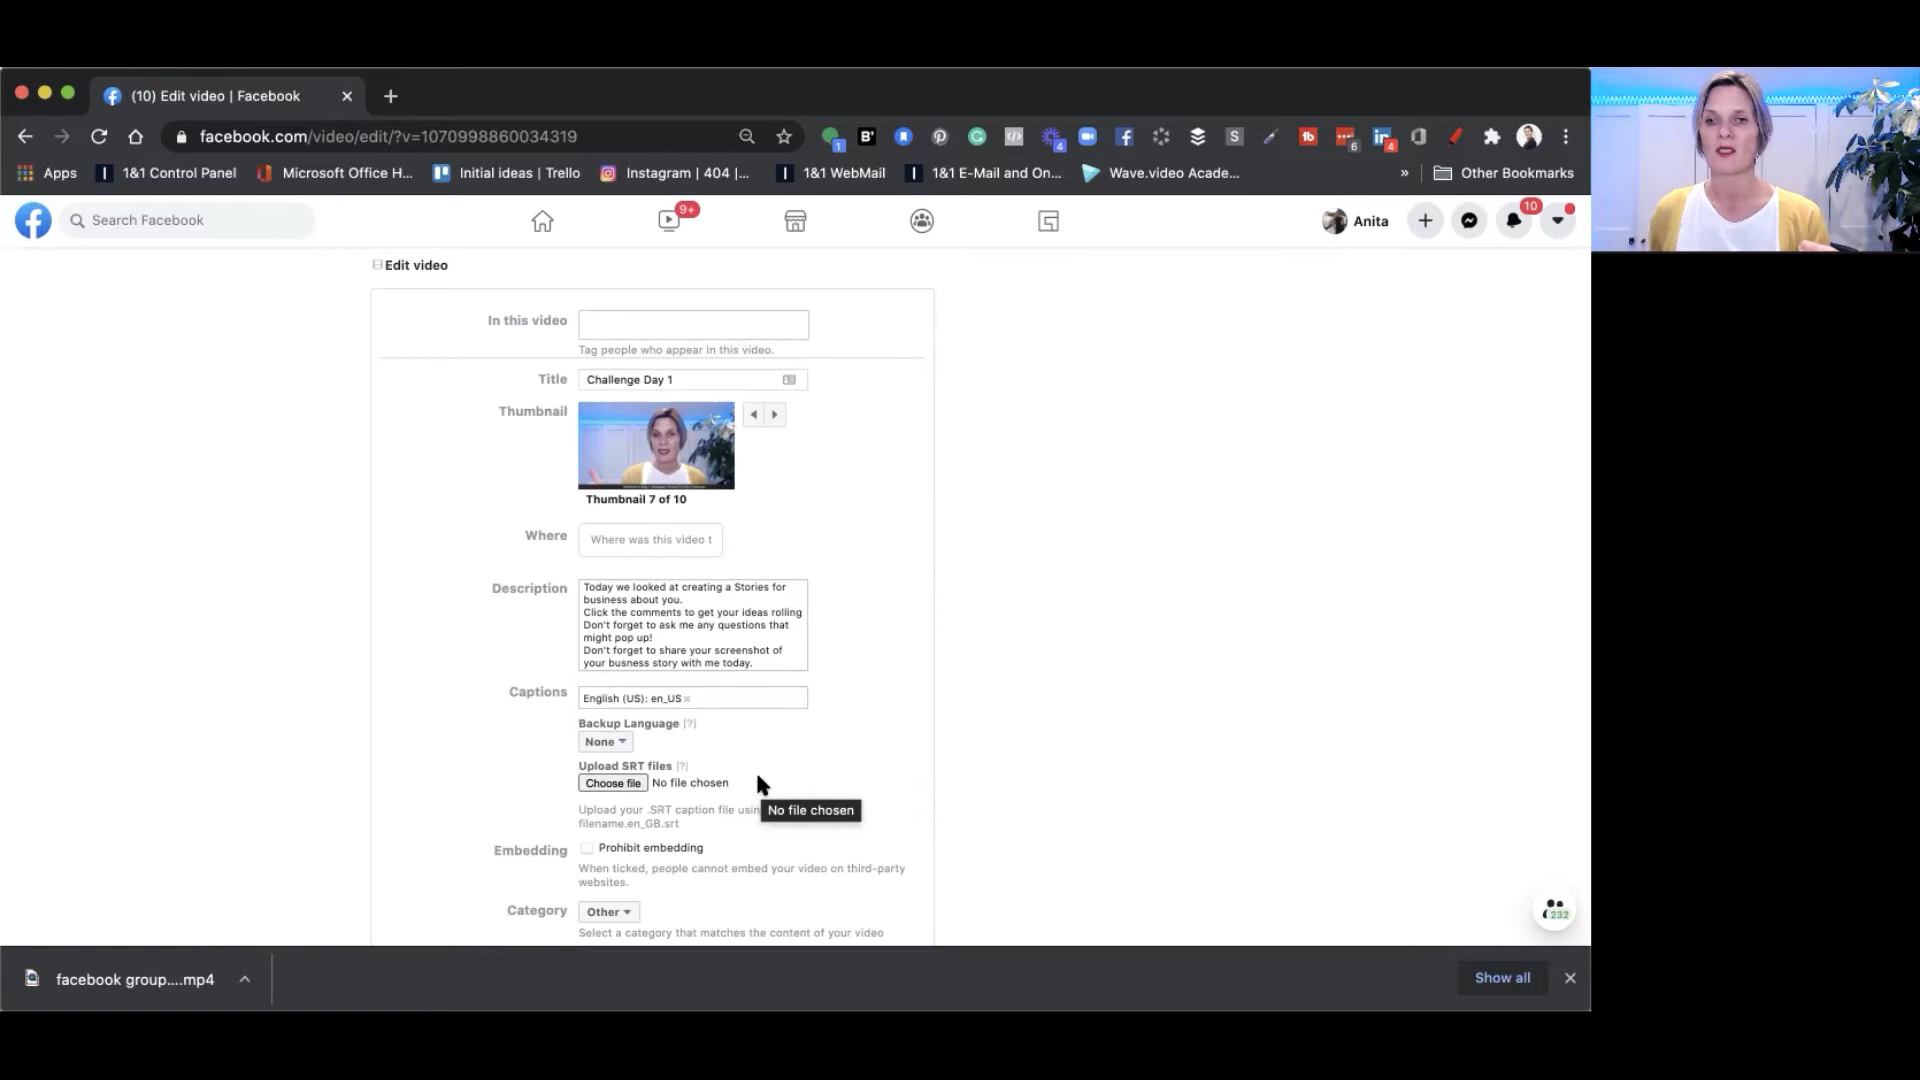 (10) Edit video | Facebook
facebook.com/video/edit/?v=1070998860034319
1
B+
4
S
tb
6
in
4
Apps
1&1 Control Panel
Microsoft Office H...
Initial ideas | Trello
Instagram | 404 |...
1&1 WebMail
1&1 E-Mail and On...
Wave.video Acade...
»
Other Bookmarks
Search Facebook
9+
Anita
10
Edit video
In this video
Tag people who appear in this video.
Title
Challenge Day 1
Thumbnail
Thumbnail 7 of 10
Where
Where was this video t
Description
Today we looked at creating a Stories for
business about you.
Click the comments to get your ideas rolling
Don't forget to ask me any questions that
might pop up!
Don't forget to share your screenshot of
your busness story with me today.
Captions
English (US): en_US
Backup Language [?]
None
Upload SRT files [?]
Choose file No file chosen
No file chosen
Upload your .SRT caption file usin
filename.en_GB.srt
Embedding
Prohibit embedding
When ticked, people cannot embed your video on third-party
websites.
Category
Other
Select a category that matches the content of your video
232
facebook group....mp4
Show all